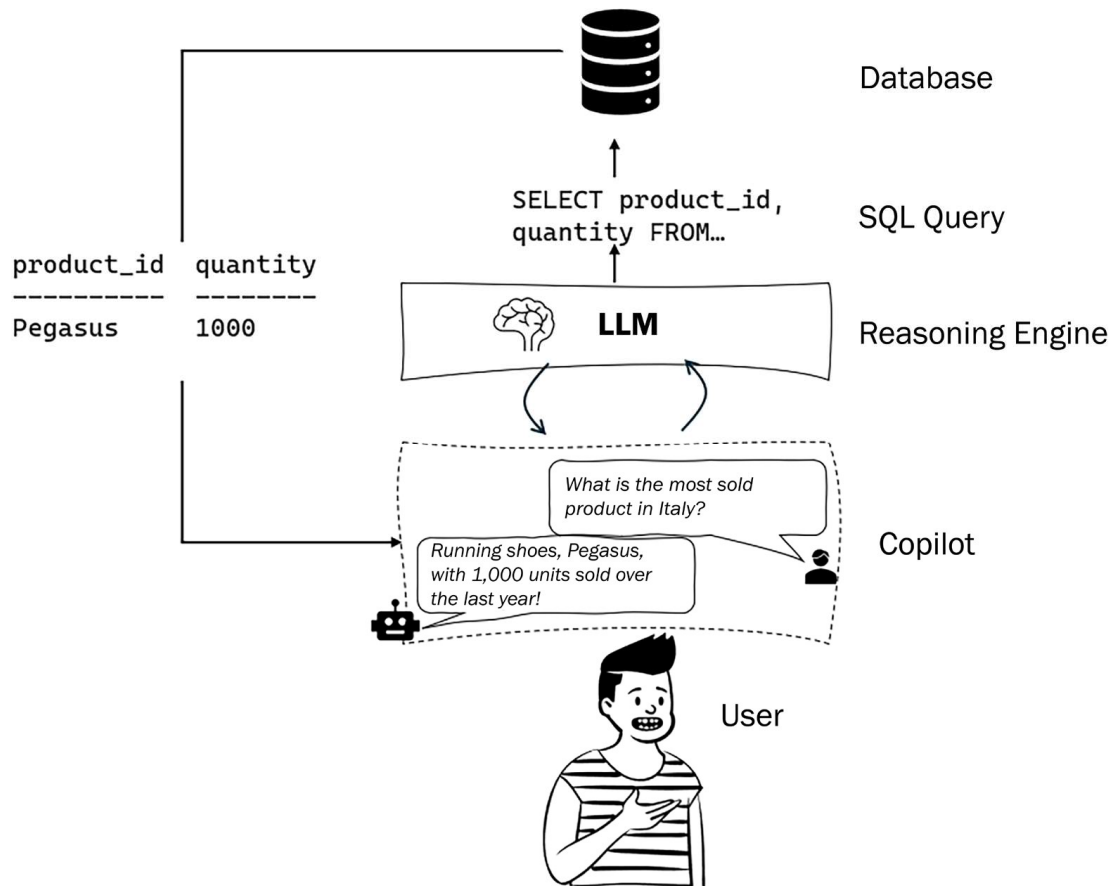 Database
SELECT product_id,
quantity FROM…
SQL Query
product_id quantity
---------- --------
Pegasus 1000
LLM
Reasoning Engine
What is the most sold
product in Italy?
Running shoes, Pegasus,
with 1,000 units sold over
the last year!
Copilot
User